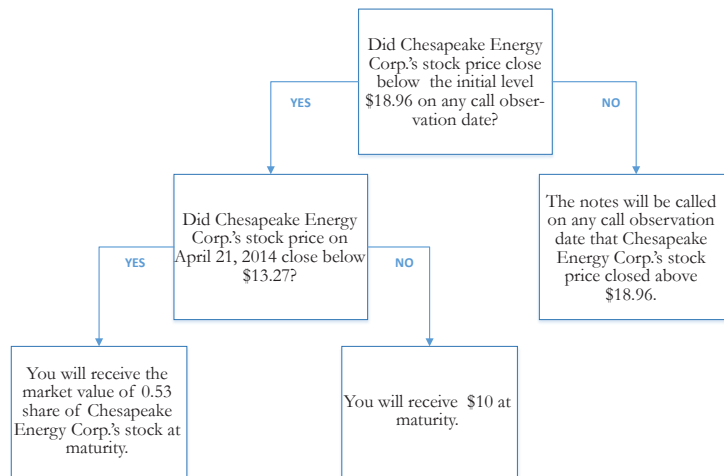 Did Chesapeake Energy
Corp.'s stock price close
below the initial level
$18.96 on any call obser-
vation date?
YES
NO
Did Chesapeake Energy
Corp.'s stock price on
April 21, 2014 close below
$13.27?
The notes will be called
on any call observation
date that Chesapeake
Energy Corp.'s stock
price closed above
$18.96.
YES
NO
You will receive the
market value of 0.53
share of Chesapeake
Energy Corp.'s stock at
maturity.
You will receive $10 at
maturity.